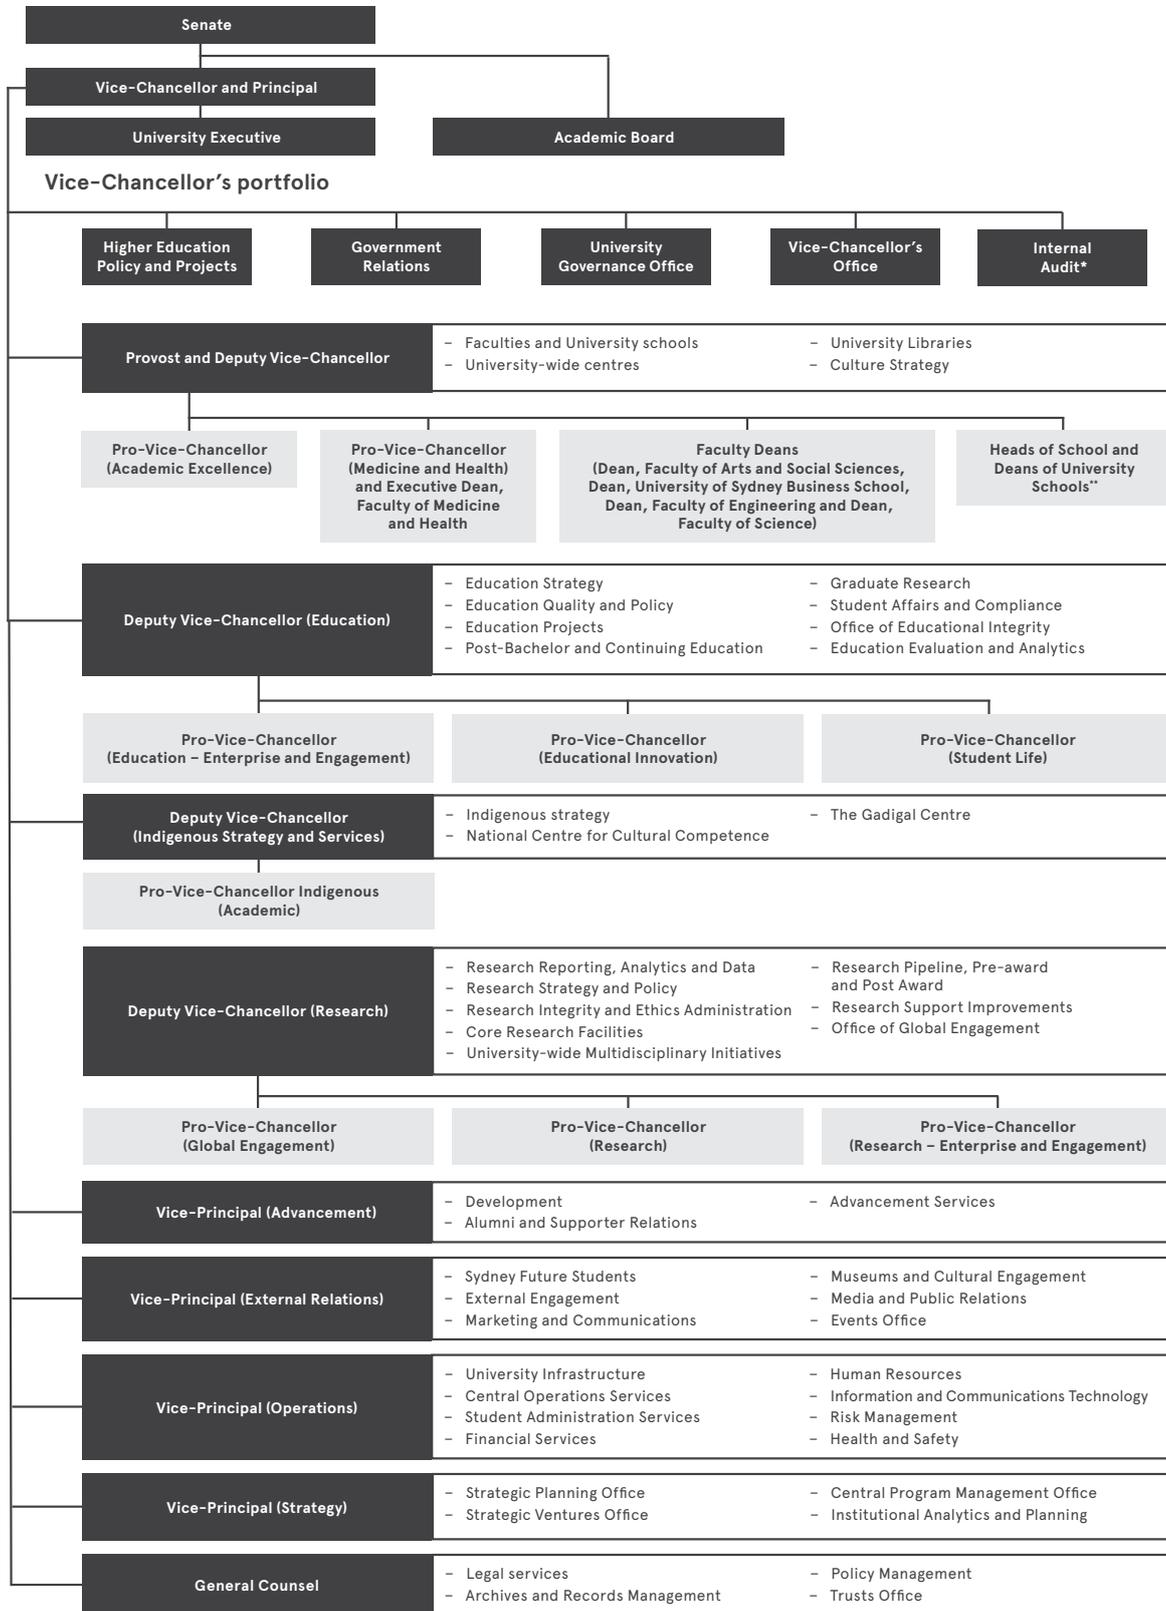 Senate
Vice-Chancellor and Principal
University Executive
Academic Board
Vice-Chancellor’s portfolio
Higher Education
Policy and Projects
Government
Relations
University
Governance Office
Vice-Chancellor’s
Office
Internal
Audit*
Provost and Deputy Vice-Chancellor
– Faculties and University schools
– University-wide centres
– University Libraries
– Culture Strategy
Pro-Vice-Chancellor
(Academic Excellence)
Pro-Vice-Chancellor
(Medicine and Health)
and Executive Dean,
Faculty of Medicine
and Health
Faculty Deans
(Dean, Faculty of Arts and Social Sciences,
Dean, University of Sydney Business School,
Dean, Faculty of Engineering and Dean,
Faculty of Science)
Heads of School and
Deans of University
Schools**
Deputy Vice-Chancellor (Education)
– Education Strategy
– Education Quality and Policy
– Education Projects
– Post-Bachelor and Continuing Education
– Graduate Research
– Student Affairs and Compliance
– Office of Educational Integrity
– Education Evaluation and Analytics
Pro-Vice-Chancellor
(Education – Enterprise and Engagement)
Pro-Vice-Chancellor
(Educational Innovation)
Pro-Vice-Chancellor
(Student Life)
Deputy Vice-Chancellor
(Indigenous Strategy and Services)
– Indigenous strategy
– National Centre for Cultural Competence
– The Gadigal Centre
Pro-Vice-Chancellor Indigenous
(Academic)
Deputy Vice-Chancellor (Research)
– Research Reporting, Analytics and Data
– Research Strategy and Policy
– Research Integrity and Ethics Administration
– Core Research Facilities
– University-wide Multidisciplinary Initiatives
– Research Pipeline, Pre-award
and Post Award
– Research Support Improvements
– Office of Global Engagement
Pro-Vice-Chancellor
(Global Engagement)
Pro-Vice-Chancellor
(Research)
Pro-Vice-Chancellor
(Research – Enterprise and Engagement)
Vice-Principal (Advancement)
– Development
– Alumni and Supporter Relations
– Advancement Services
Vice-Principal (External Relations)
– Sydney Future Students
– External Engagement
– Marketing and Communications
– Museums and Cultural Engagement
– Media and Public Relations
– Events Office
Vice-Principal (Operations)
– University Infrastructure
– Central Operations Services
– Student Administration Services
– Financial Services
– Human Resources
– Information and Communications Technology
– Risk Management
– Health and Safety
Vice-Principal (Strategy)
– Strategic Planning Office
– Strategic Ventures Office
– Central Program Management Office
– Institutional Analytics and Planning
General Counsel
– Legal services
– Archives and Records Management
– Policy Management
– Trusts Office